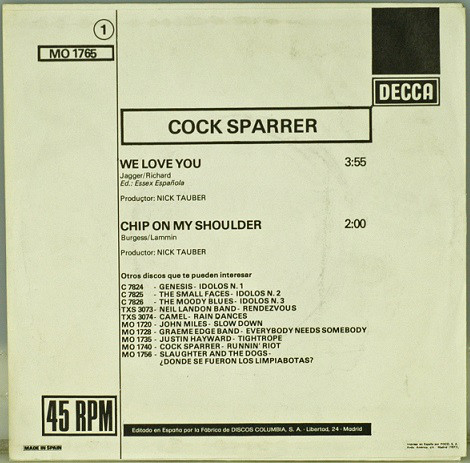 1
MO 1765
DECCA
COCK SPARRER
WE LOVE YOU 3:55
Jagger/Richard
Ed.: Essex Española
Productor: NICK TAUBER
CHIP ON MY SHOULDER 2:00
Burgess/Lammin
Productor: NICK TAUBER
Otros discos que te pueden interesar
C 7824 - GENESIS - IDOLOS N. 1
C 7825 - THE SMALL FACES - IDOLOS N. 2
C 7826 - THE MOODY BLUES - IDOLOS N. 3
TXS 3073 - NEIL LANDON BAND - RENDEZVOUS
TXS 3074 - CAMEL - RAIN DANCES
MO 1720 - JOHN MILES - SLOW DOWN
MO 1728 - GRAEME EDGE BAND - EVERYBODY NEEDS SOMEBODY
MO 1735 - JUSTIN HAYWARD - TIGHTROPE
MO 1740 - COCK SPARRER - RUNNIN' RIOT
MO 1756 - SLAUGHTER AND THE DOGS -
¿DONDE SE FUERON LOS LIMPIABOTAS?
45 RPM
Editado en España por la Fábrica de DISCOS COLUMBIA, S. A. - Libertad, 24 - Madrid
MADE IN SPAIN